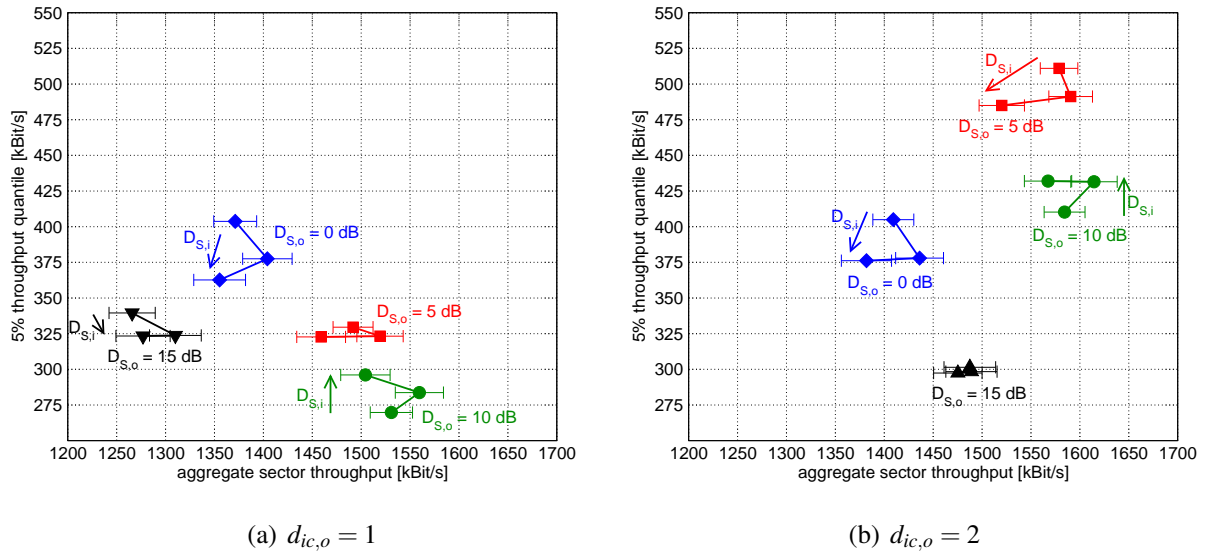 550
525
500
475
450
425
400
375
350
325
300
275
5% throughput quantile [kBit/s]
D_S,i
D_S,o = 0 dB
D_S,i
D_S,o = 15 dB
D_S,o = 5 dB
D_S,i
D_S,o = 10 dB
1200 1250 1300 1350 1400 1450 1500 1550 1600 1650 1700
aggregate sector throughput [kBit/s]
(a) d_ic,o = 1
550
525
500
475
450
425
400
375
350
325
300
275
5% throughput quantile [kBit/s]
D_S,i
D_S,o = 5 dB
D_S,i
D_S,o = 10 dB
D_S,i
D_S,o = 0 dB
D_S,o = 15 dB
1200 1250 1300 1350 1400 1450 1500 1550 1600 1650 1700
aggregate sector throughput [kBit/s]
(b) d_ic,o = 2